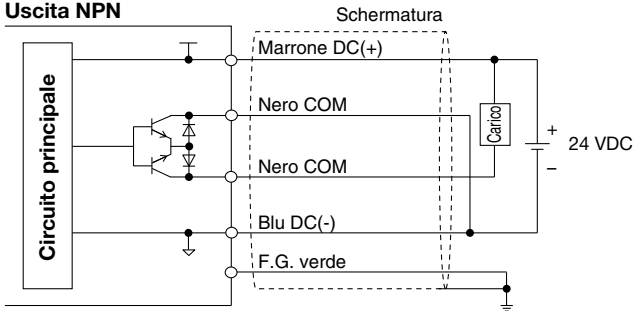 Uscita NPN
Schermatura
Circuito principale
Marrone DC(+)
Nero COM
Carico
+
24 VDC
–
Nero COM
Blu DC(-)
F.G. verde